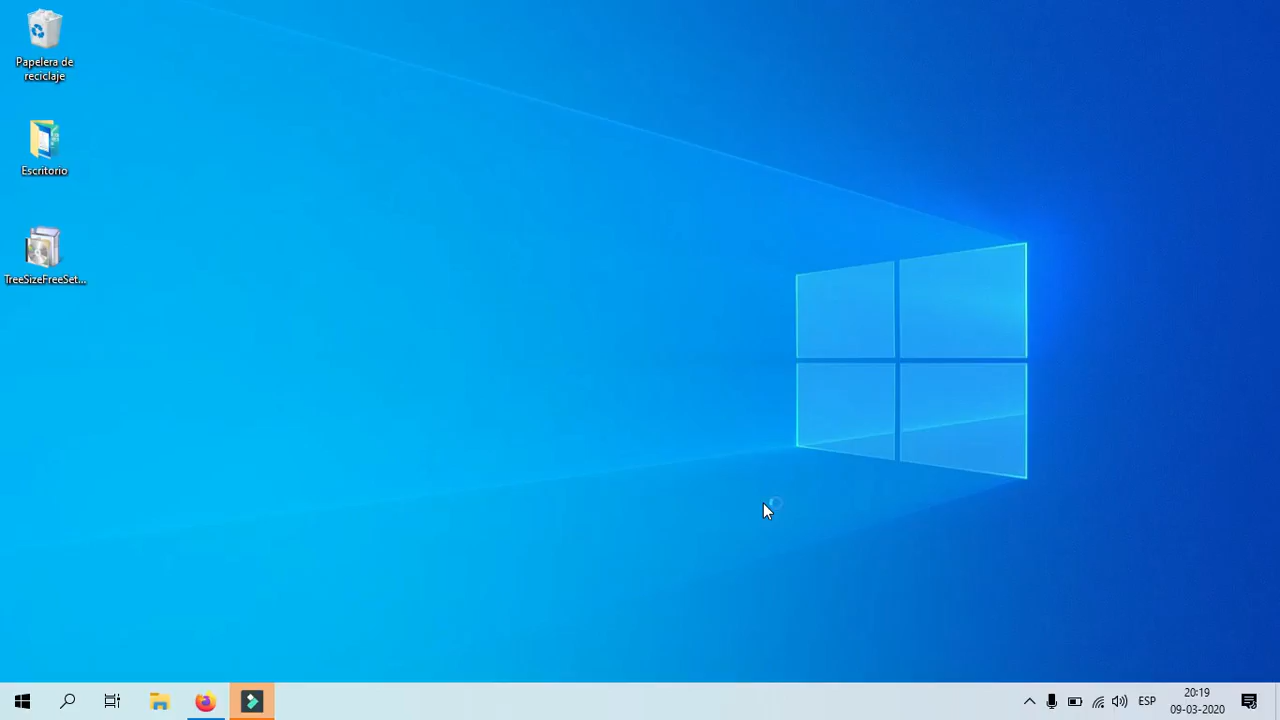 Papelera de
reciclaje
Escritorio
TreeSizeFreeSet...
ESP
20:19
09-03-2020